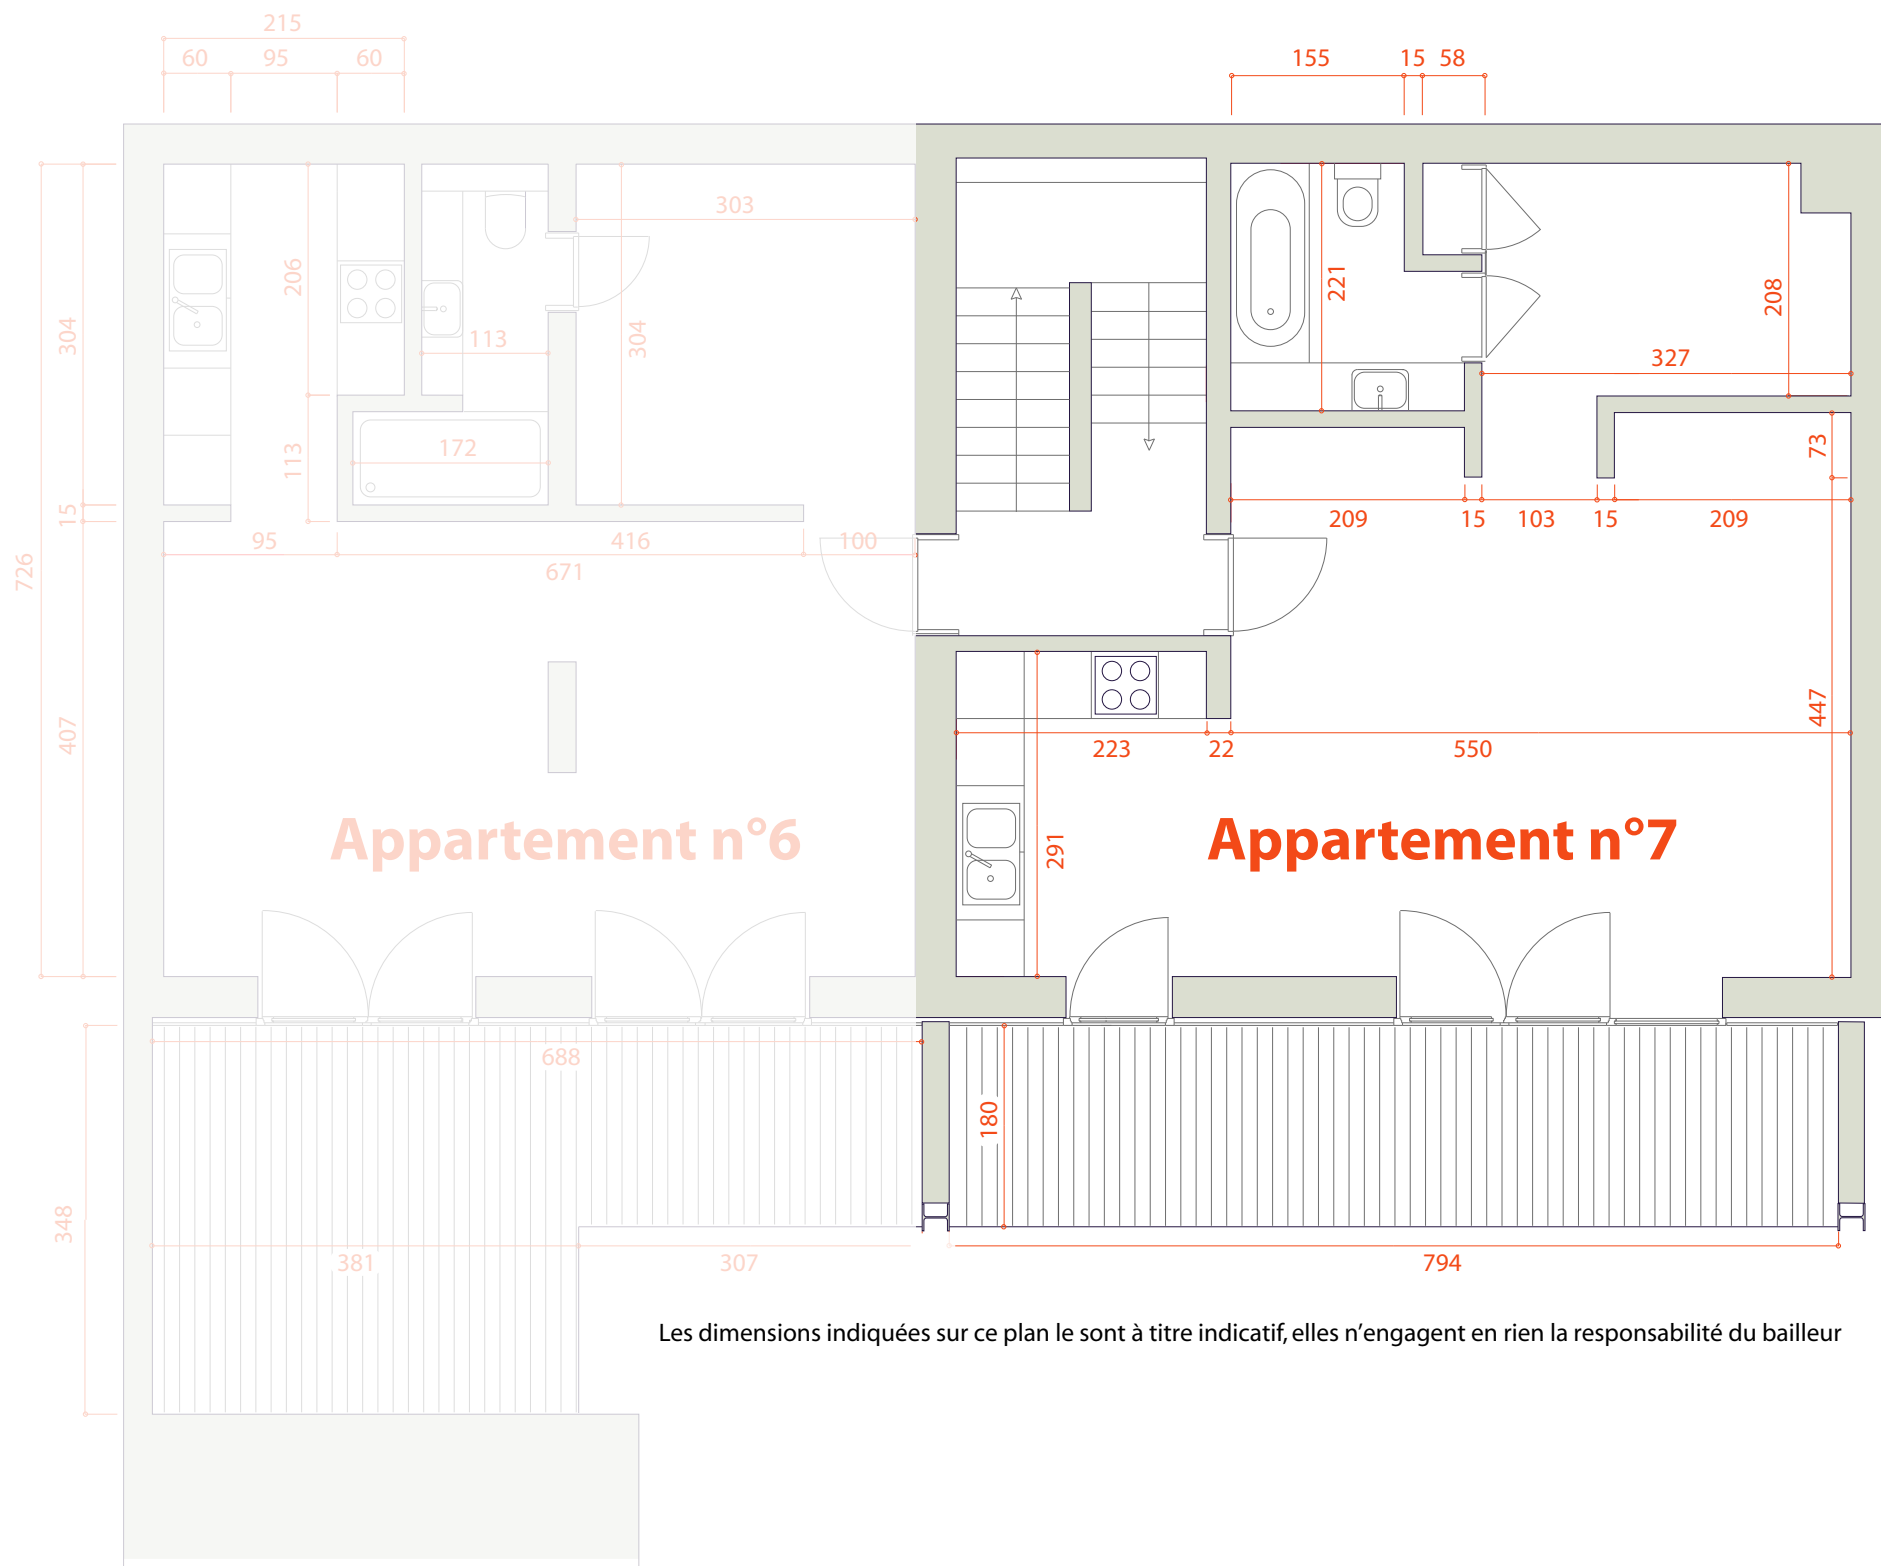 215
60 95 60
155 15 58
303
206
221
208
304
304
113
327
113
172
73
15
95 416 100
671
209 15 103 15 209
726
407
447
223 22 550
291
Appartement n°6
Appartement n°7
688
180
348
381 307
794
Les dimensions indiquées sur ce plan le sont à titre indicatif, elles n’engagent en rien la responsabilité du bailleur